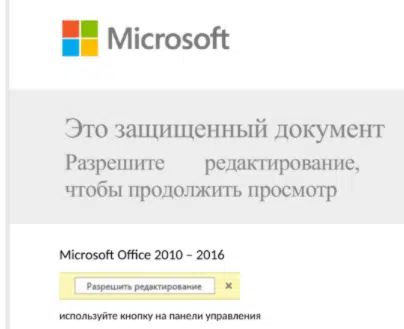 Microsoft
Это защищенный документ
Разрешите редактирование,
чтобы продолжить просмотр
Microsoft Office 2010 – 2016
Разрешить редактирование ×
используйте кнопку на панели управления